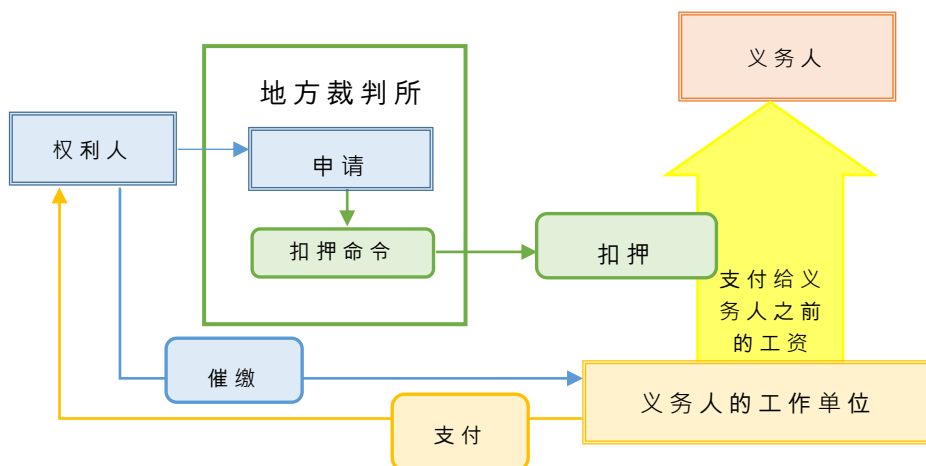 义务人
地方裁判所
权利人
申请
扣押命令
扣押
支付给义
务人之前
的工资
催缴
义务人的工作单位
支付